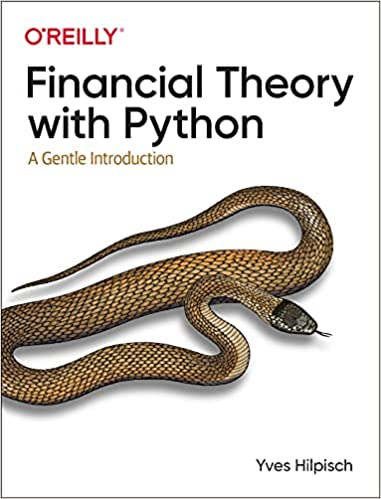 O'REILLY®
Financial Theory
with Python
A Gentle Introduction
Yves Hilpisch